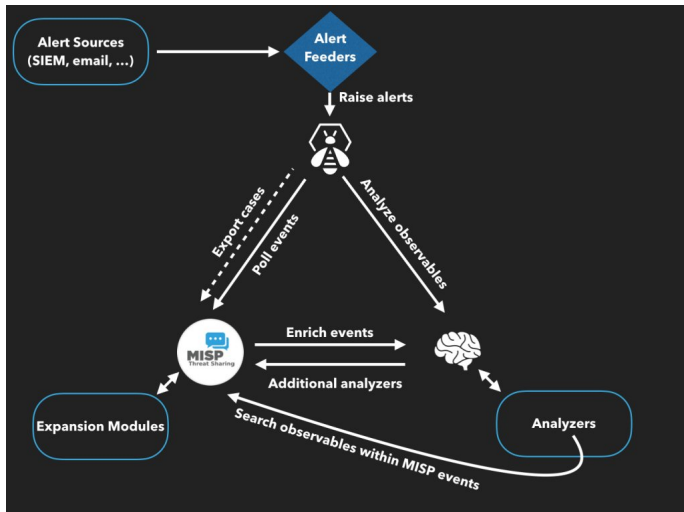 Alert Sources
(SIEM, email, ...)
Alert
Feeders
Raise alerts
Export cases
Poll events
Analyze observables
MISP
Threat Sharing
Enrich events
Additional analyzers
Expansion Modules
Analyzers
Search observables within MISP events